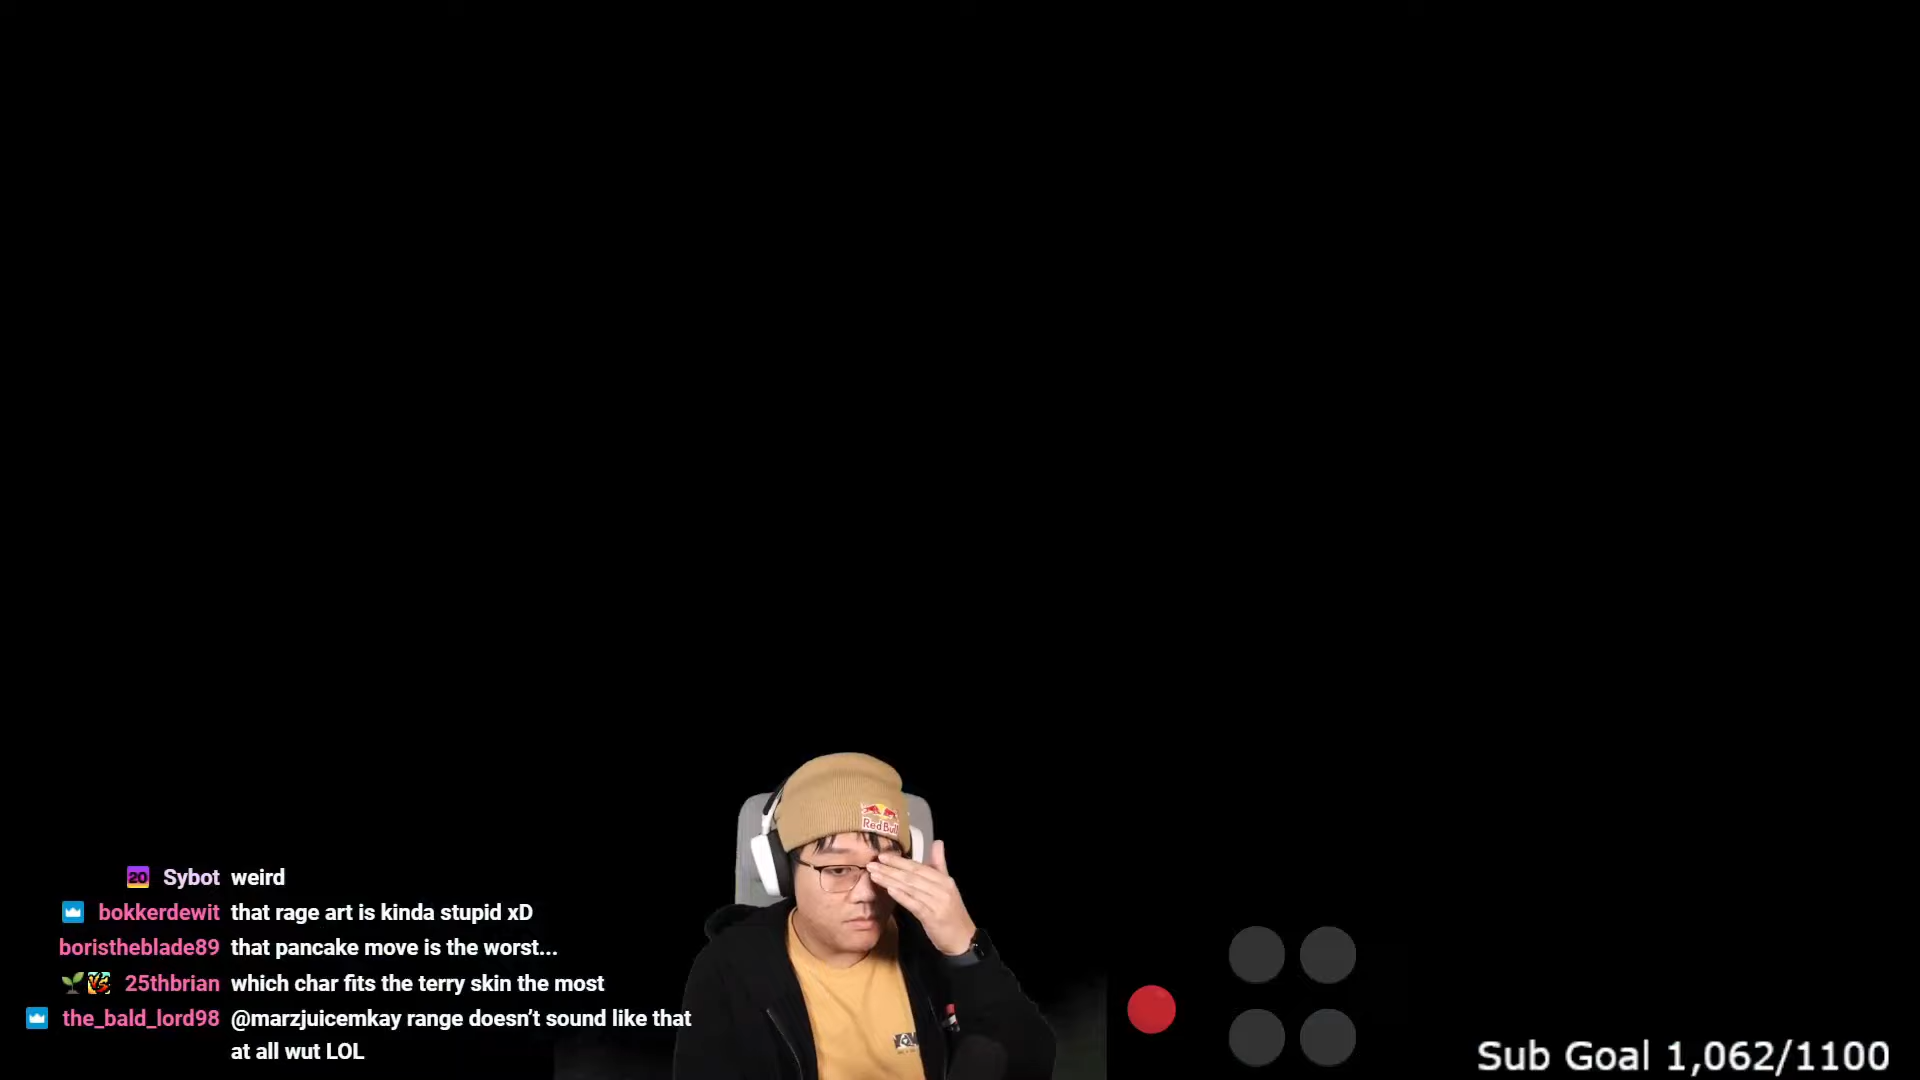 RedBull
20 Sybot weird
bokkerdewit that rage art is kinda stupid xD
boristheblade89 that pancake move is the worst...
25thbrian which char fits the terry skin the most
the_bald_lord98 @marzjuicemkay range doesn’t sound like that
at all wut LOL
Sub Goal 1,062/1100